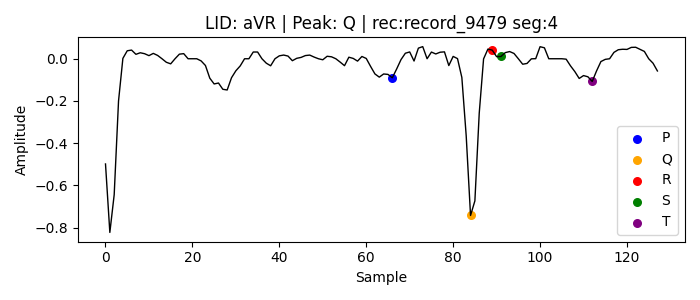 LID: aVR | Peak: Q | rec:record_9479 seg:4
Amplitude
0.0
−0.2
−0.4
−0.6
−0.8
P
Q
R
S
T
0 20 40 60 80 100 120
Sample